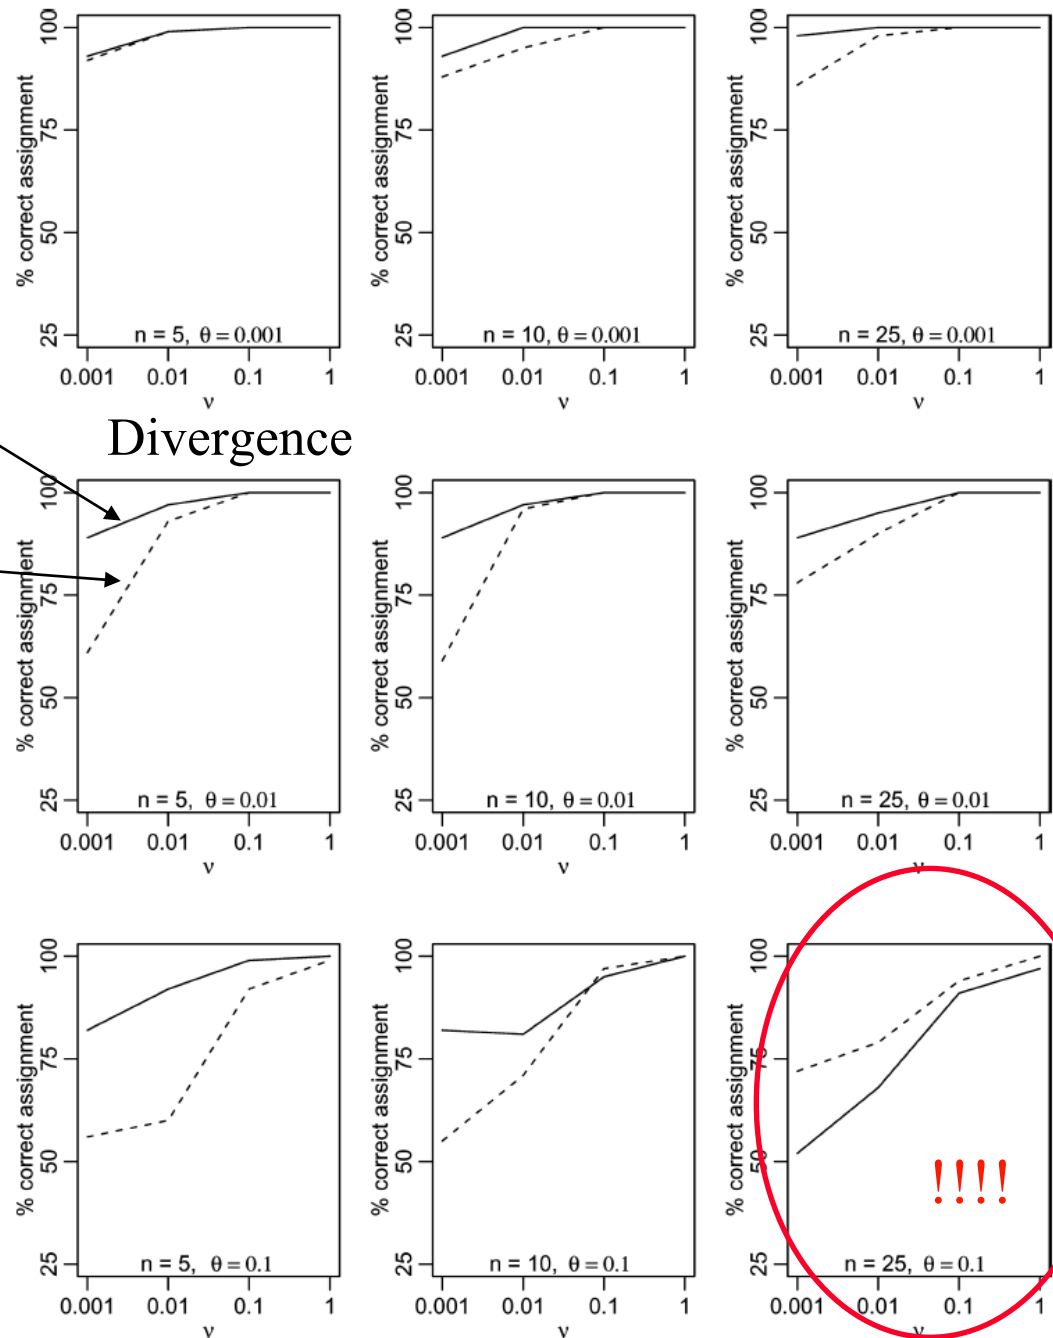 100
75
50
25
% correct assignment
n = 5, θ = 0.001
0.001 0.01 0.1 1
ν
100
75
50
25
% correct assignment
n = 10, θ = 0.001
0.001 0.01 0.1 1
ν
100
75
50
25
% correct assignment
n = 25, θ = 0.001
0.001 0.01 0.1 1
ν
Divergence
100
75
50
25
% correct assignment
n = 5, θ = 0.01
0.001 0.01 0.1 1
ν
100
75
50
25
% correct assignment
n = 10, θ = 0.01
0.001 0.01 0.1 1
ν
100
75
50
25
% correct assignment
n = 25, θ = 0.01
0.001 0.01 0.1 1
ν
100
75
50
25
% correct assignment
n = 5, θ = 0.1
0.001 0.01 0.1 1
ν
100
75
50
25
% correct assignment
n = 10, θ = 0.1
0.001 0.01 0.1 1
ν
100
75
50
25
% correct assignment
!!!!
n = 25, θ = 0.1
0.001 0.01 0.1 1
ν